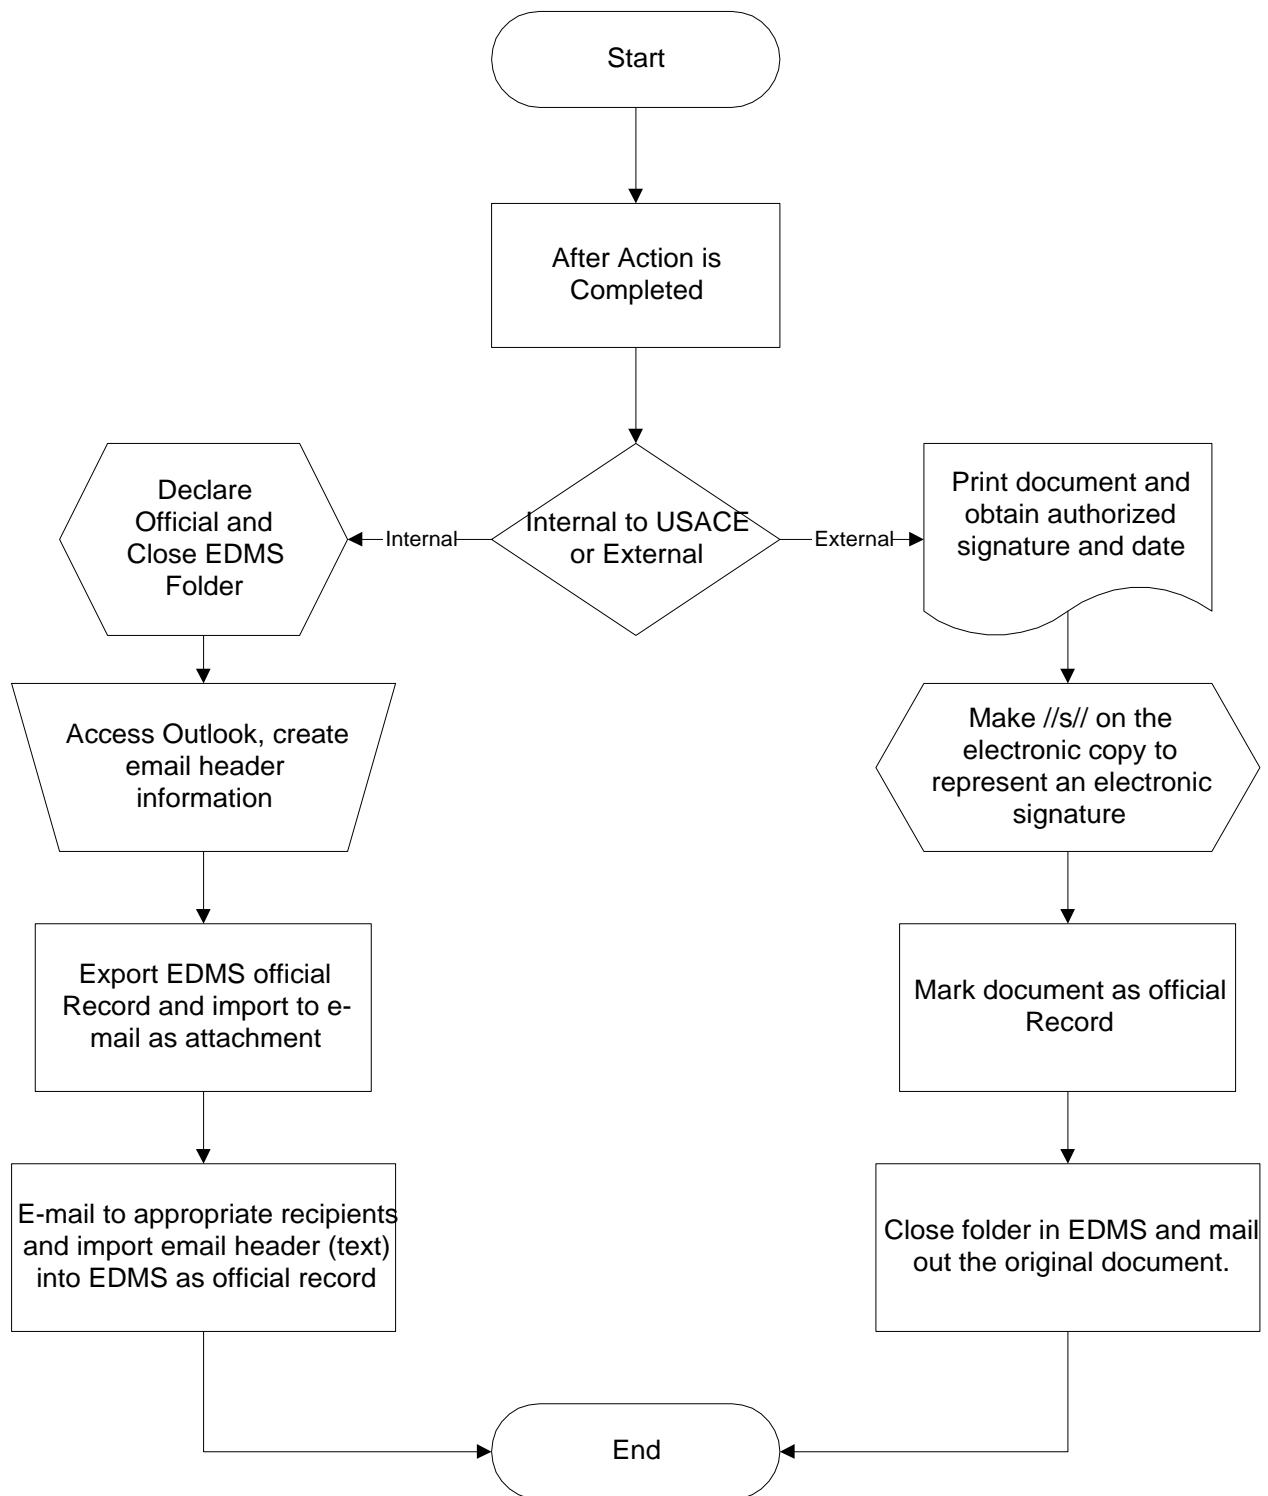 Start
After Action is
Completed
Internal to USACE
or External
Internal
External
Declare
Official and
Close EDMS
Folder
Access Outlook, create
email header
information
Export EDMS official
Record and import to e-
mail as attachment
E-mail to appropriate recipients
and import email header (text)
into EDMS as official record
Print document and
obtain authorized
signature and date
Make //s// on the
electronic copy to
represent an electronic
signature
Mark document as official
Record
Close folder in EDMS and mail
out the original document.
End